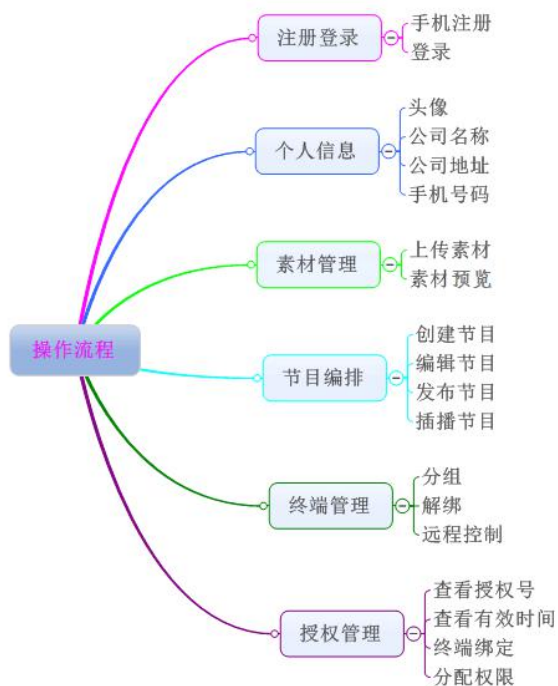 操作流程
注册登录
手机注册
登录
个人信息
头像
公司名称
公司地址
手机号码
素材管理
上传素材
素材预览
节目编排
创建节目
编辑节目
发布节目
插播节目
终端管理
分组
解绑
远程控制
授权管理
查看授权号
查看有效时间
终端绑定
分配权限